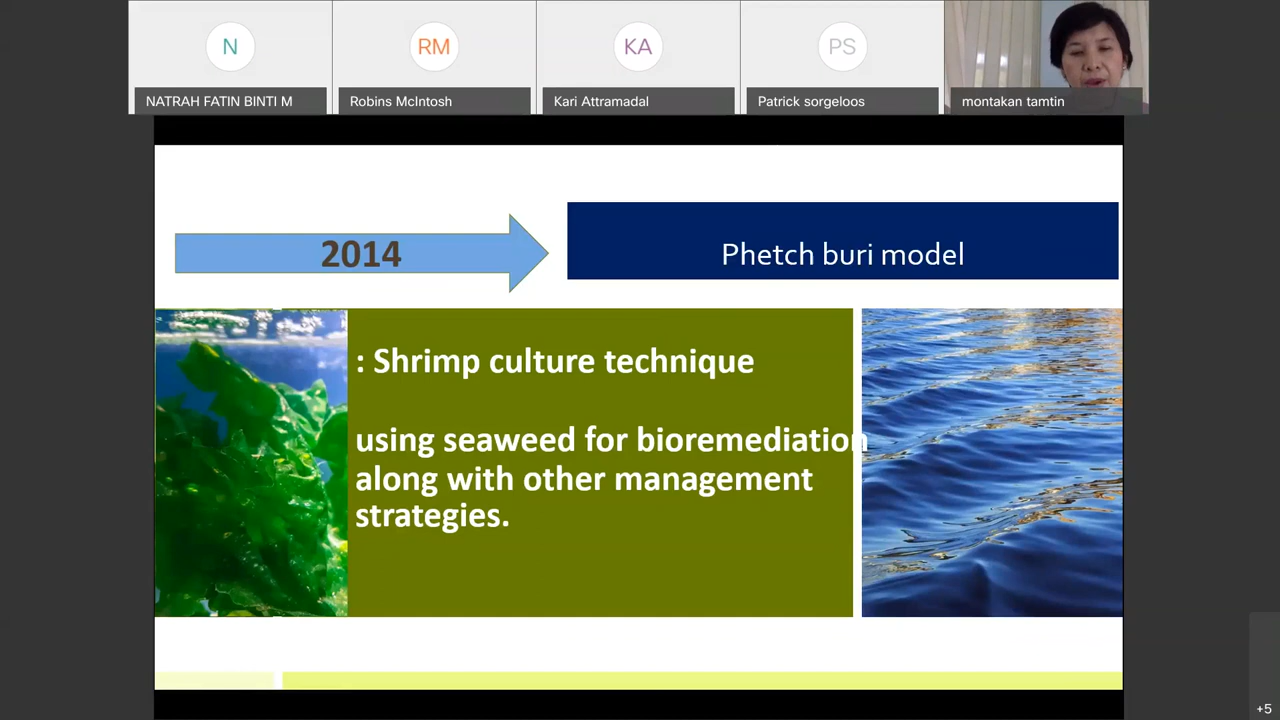 N
RM
KA
PS
NATRAH FATIN BINTI M
Robins McIntosh
Kari Attramadal
Patrick sorgeloos
montakan tamtin
2014
Phetch buri model
: Shrimp culture technique
using seaweed for bioremediation
along with other management
strategies.
+5